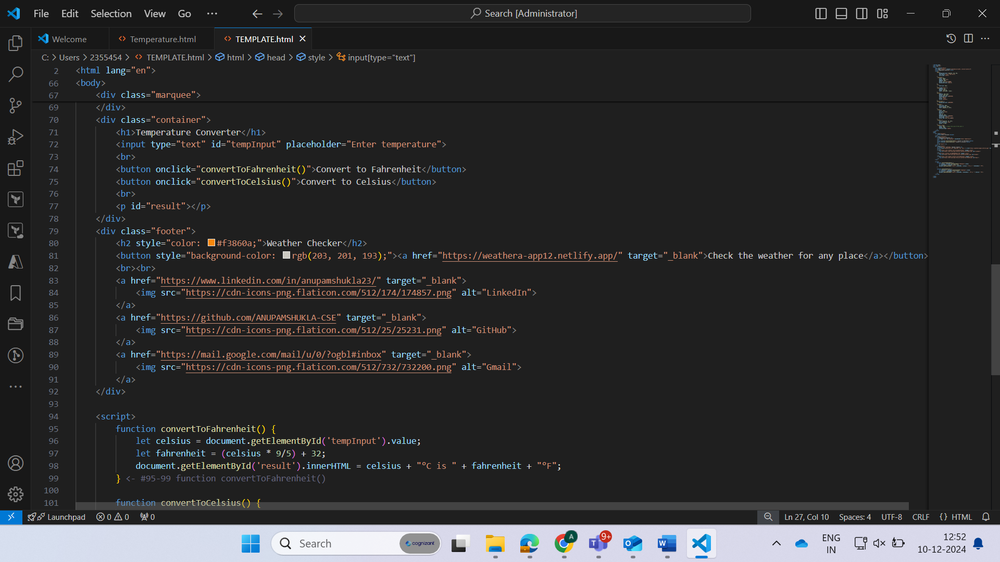 File Edit Selection View Go ···
Search [Administrator]
Welcome
Temperature.html
TEMPLATE.html
C: > Users > 2355454 > TEMPLATE.html > html > head > style > input[type="text"]
2 <html lang="en">
66 <body>
67 <div class="marquee">
69 </div>
70 <div class="container">
71 <h1>Temperature Converter</h1>
72 <input type="text" id="tempInput" placeholder="Enter temperature">
73 <br>
74 <button onclick="convertToFahrenheit()">Convert to Fahrenheit</button>
75 <button onclick="convertToCelsius()">Convert to Celsius</button>
76 <br>
77 <p id="result"></p>
78 </div>
79 <div class="footer">
80 <h2 style="color: #f3860a;">Weather Checker</h2>
81 <button style="background-color: rgb(203, 201, 193);"><a href="https://weathera-app12.netlify.app/" target="_blank">Check the weather for any place</a></button>
82 <br><br>
83 <a href="https://www.linkedin.com/in/anupamshukla23/" target="_blank">
84 <img src="https://cdn-icons-png.flaticon.com/512/174/174857.png" alt="LinkedIn">
85 </a>
86 <a href="https://github.com/ANUPAMSHUKLA-CSE" target="_blank">
87 <img src="https://cdn-icons-png.flaticon.com/512/25/25231.png" alt="GitHub">
88 </a>
89 <a href="https://mail.google.com/mail/u/0/?ogbl#inbox" target="_blank">
90 <img src="https://cdn-icons-png.flaticon.com/512/732/732200.png" alt="Gmail">
91 </a>
92 </div>
93
94 <script>
95 function convertToFahrenheit() {
96 let celsius = document.getElementById('tempInput').value;
97 let fahrenheit = (celsius * 9/5) + 32;
98 document.getElementById('result').innerHTML = celsius + "°C is " + fahrenheit + "°F";
99 } <- #95-99 function convertToFahrenheit()
100
101 function convertToCelsius() {
Launchpad 0 0 0
Ln 27, Col 10 Spaces: 4 UTF-8 CRLF {} HTML
Search
cognizant
A
9+
ENG
IN
12:52
10-12-2024